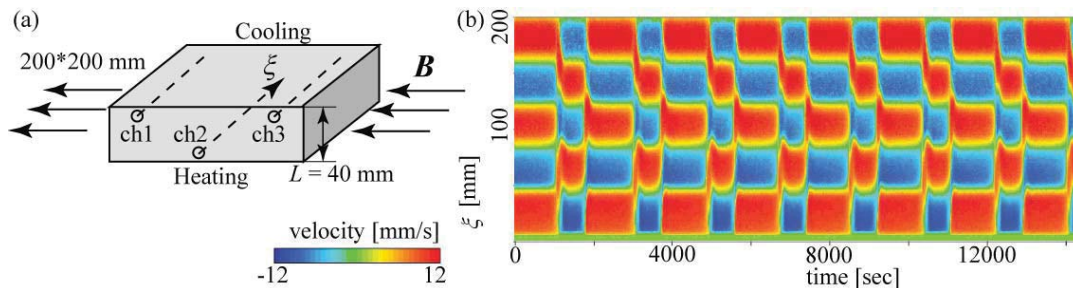 (a)
Cooling
200*200 mm
ξ
B
ch1
ch2
ch3
Heating
L = 40 mm
velocity [mm/s]
-12
12
(b)
200
100
ξ [mm]
0
4000
8000
12000
time [sec]